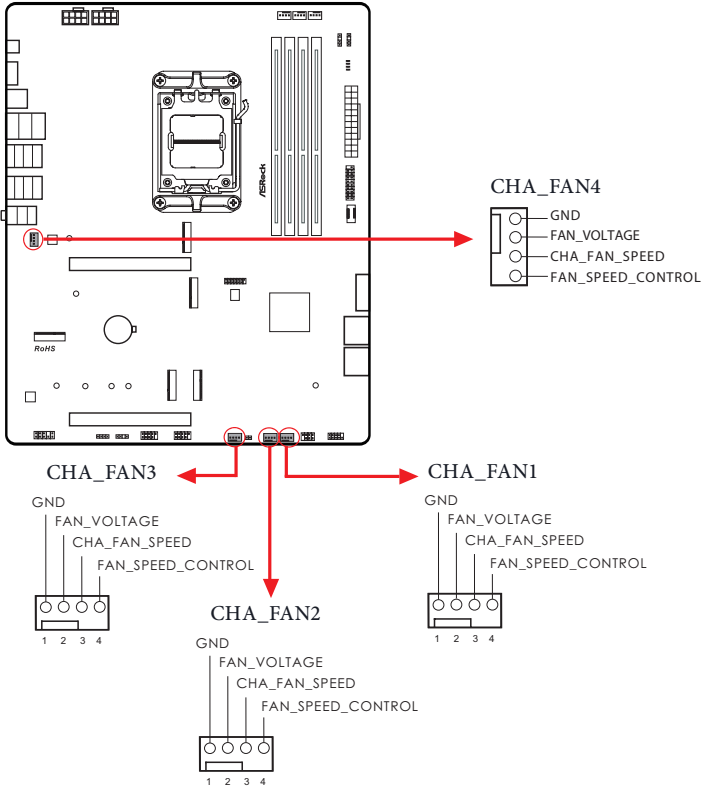 /ISRock
CHA_FAN4
GND
FAN_VOLTAGE
CHA_FAN_SPEED
FAN_SPEED_CONTROL
RoHS
CHA_FAN3
GND
FAN_VOLTAGE
CHA_FAN_SPEED
FAN_SPEED_CONTROL
1 2 3 4
CHA_FAN1
GND
FAN_VOLTAGE
CHA_FAN_SPEED
FAN_SPEED_CONTROL
1 2 3 4
CHA_FAN2
GND
FAN_VOLTAGE
CHA_FAN_SPEED
FAN_SPEED_CONTROL
1 2 3 4